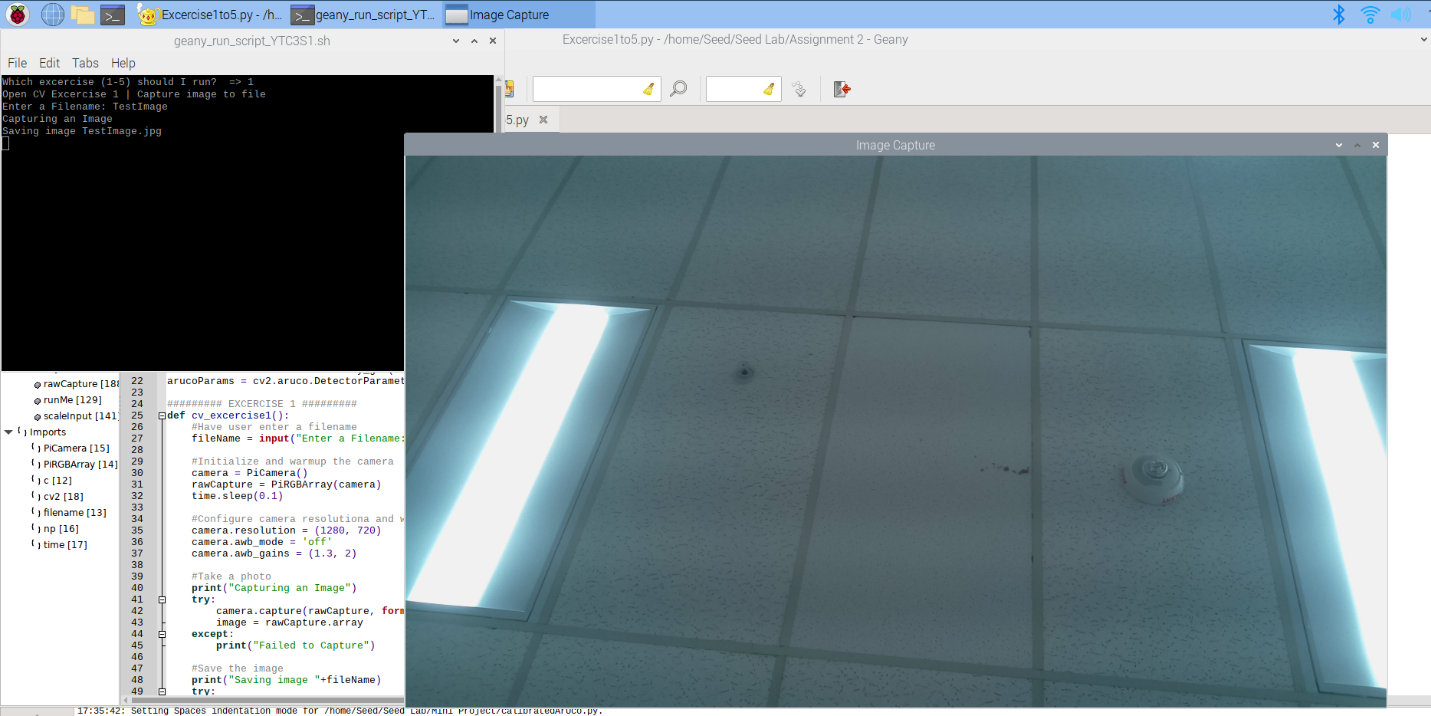 Excercise1to5.py - /h... geany_run_script_YT... Image Capture
geany_run_script_YTC3S1.sh
Excercise1to5.py - /home/Seed/Seed Lab/Assignment 2 - Geany
File Edit Tabs Help
Which excercise (1-5) should I run?  => 1
Open CV Excercise 1 | Capture image to file
Enter a Filename: TestImage
Capturing an Image
Saving image TestImage.jpg
5.py
Image Capture
rawCapture [188
runMe [129]
scaleInput [141]
Imports
PiCamera [15]
PiRGBArray [14]
c [12]
cv2 [18]
filename [13]
np [16]
time [17]
22 arucoParams = cv2.aruco.DetectorParamet
23
24 ######### EXCERCISE 1 #########
25 def cv_excercise1():
26 #Have user enter a filename
27 fileName = input("Enter a Filename:
28
29 #Initialize and warmup the camera
30 camera = PiCamera()
31 rawCapture = PiRGBArray(camera)
32 time.sleep(0.1)
33
34 #Configure camera resolutiona and w
35 camera.resolution = (1280, 720)
36 camera.awb_mode = 'off'
37 camera.awb_gains = (1.3, 2)
38
39 #Take a photo
40 print("Capturing an Image")
41 try:
42 camera.capture(rawCapture, form
43 image = rawCapture.array
44 except:
45 print("Failed to Capture")
46
47 #Save the image
48 print("Saving image "+fileName)
49 try:
17:35:42: Setting Spaces indentation mode for /home/Seed/Seed Lab/Mini Project/CalibratedAruco.py.